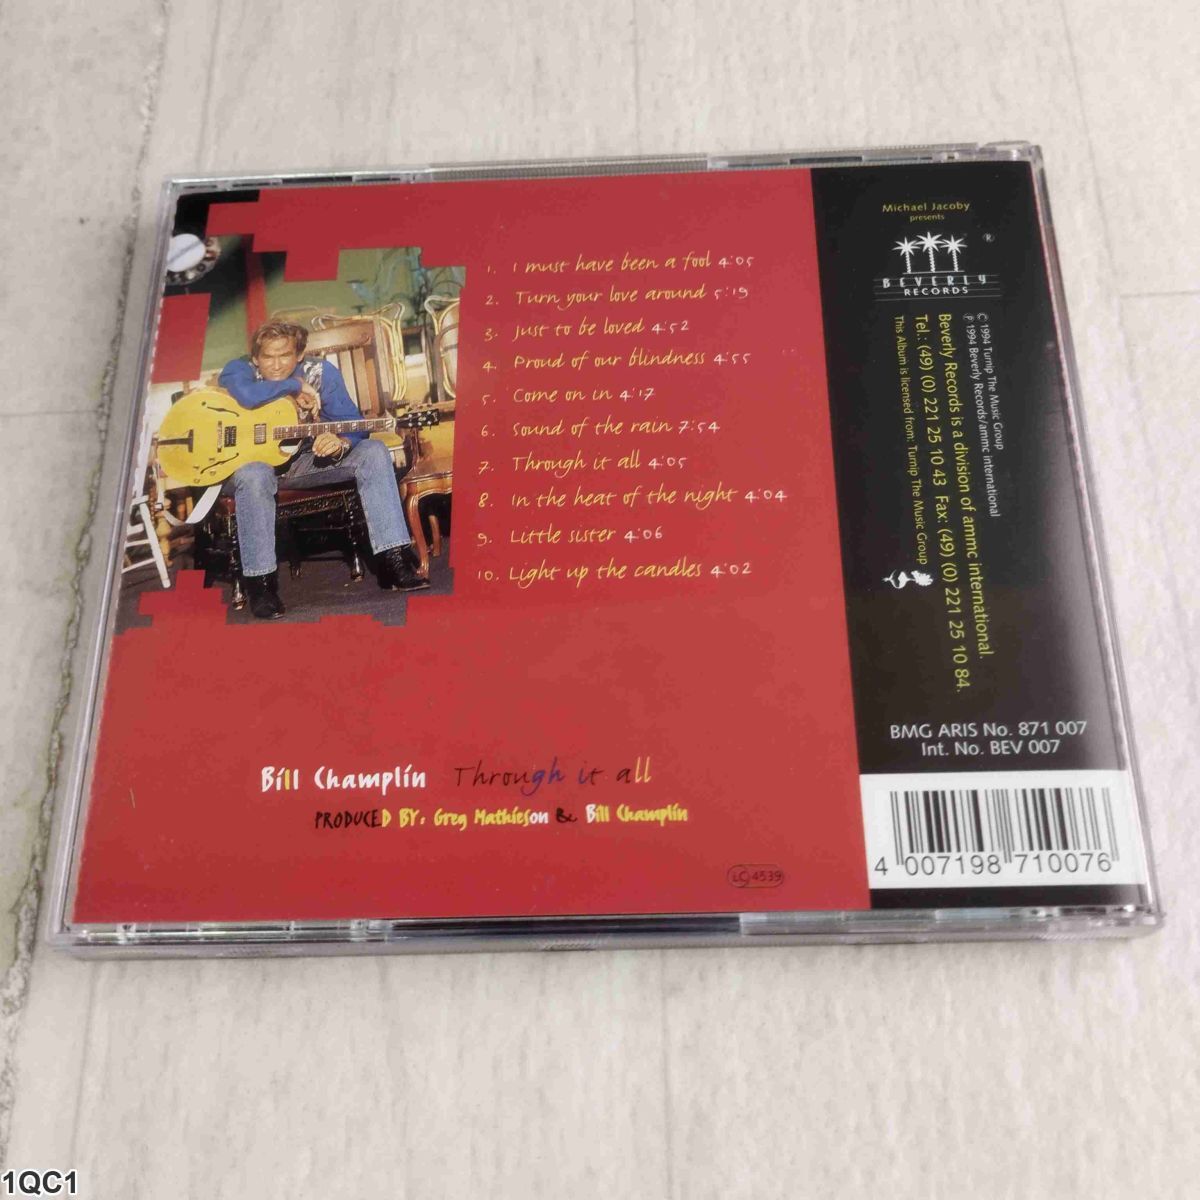 1. I must have been a fool 4:05
2. Turn your love around 5:19
3. Just to be loved 4:52
4. Proud of our blindness 4:55
5. Come on in 4:17
6. Sound of the rain 7:54
7. Through it all 4:05
8. In the heat of the night 4:04
9. Little sister 4:06
10. Light up the candles 4:02
Bill Champlin Through it all
PRODUCED BY: Greg Mathieson & Bill Champlin
LC 4539
Michael Jacoby
presents
®
BEVERLY
RECORDS
© 1994 Turnip The Music Group
℗ 1994 Beverly Records/ammc international
Beverly Records is a division of ammc international.
Tel.: (49) (0) 221 25 10 43 Fax: (49) (0) 221 25 10 84.
This Album is licensed from: Turnip The Music Group
BMG ARIS No. 871 007
Int. No. BEV 007
4 007198 710076
1QC1